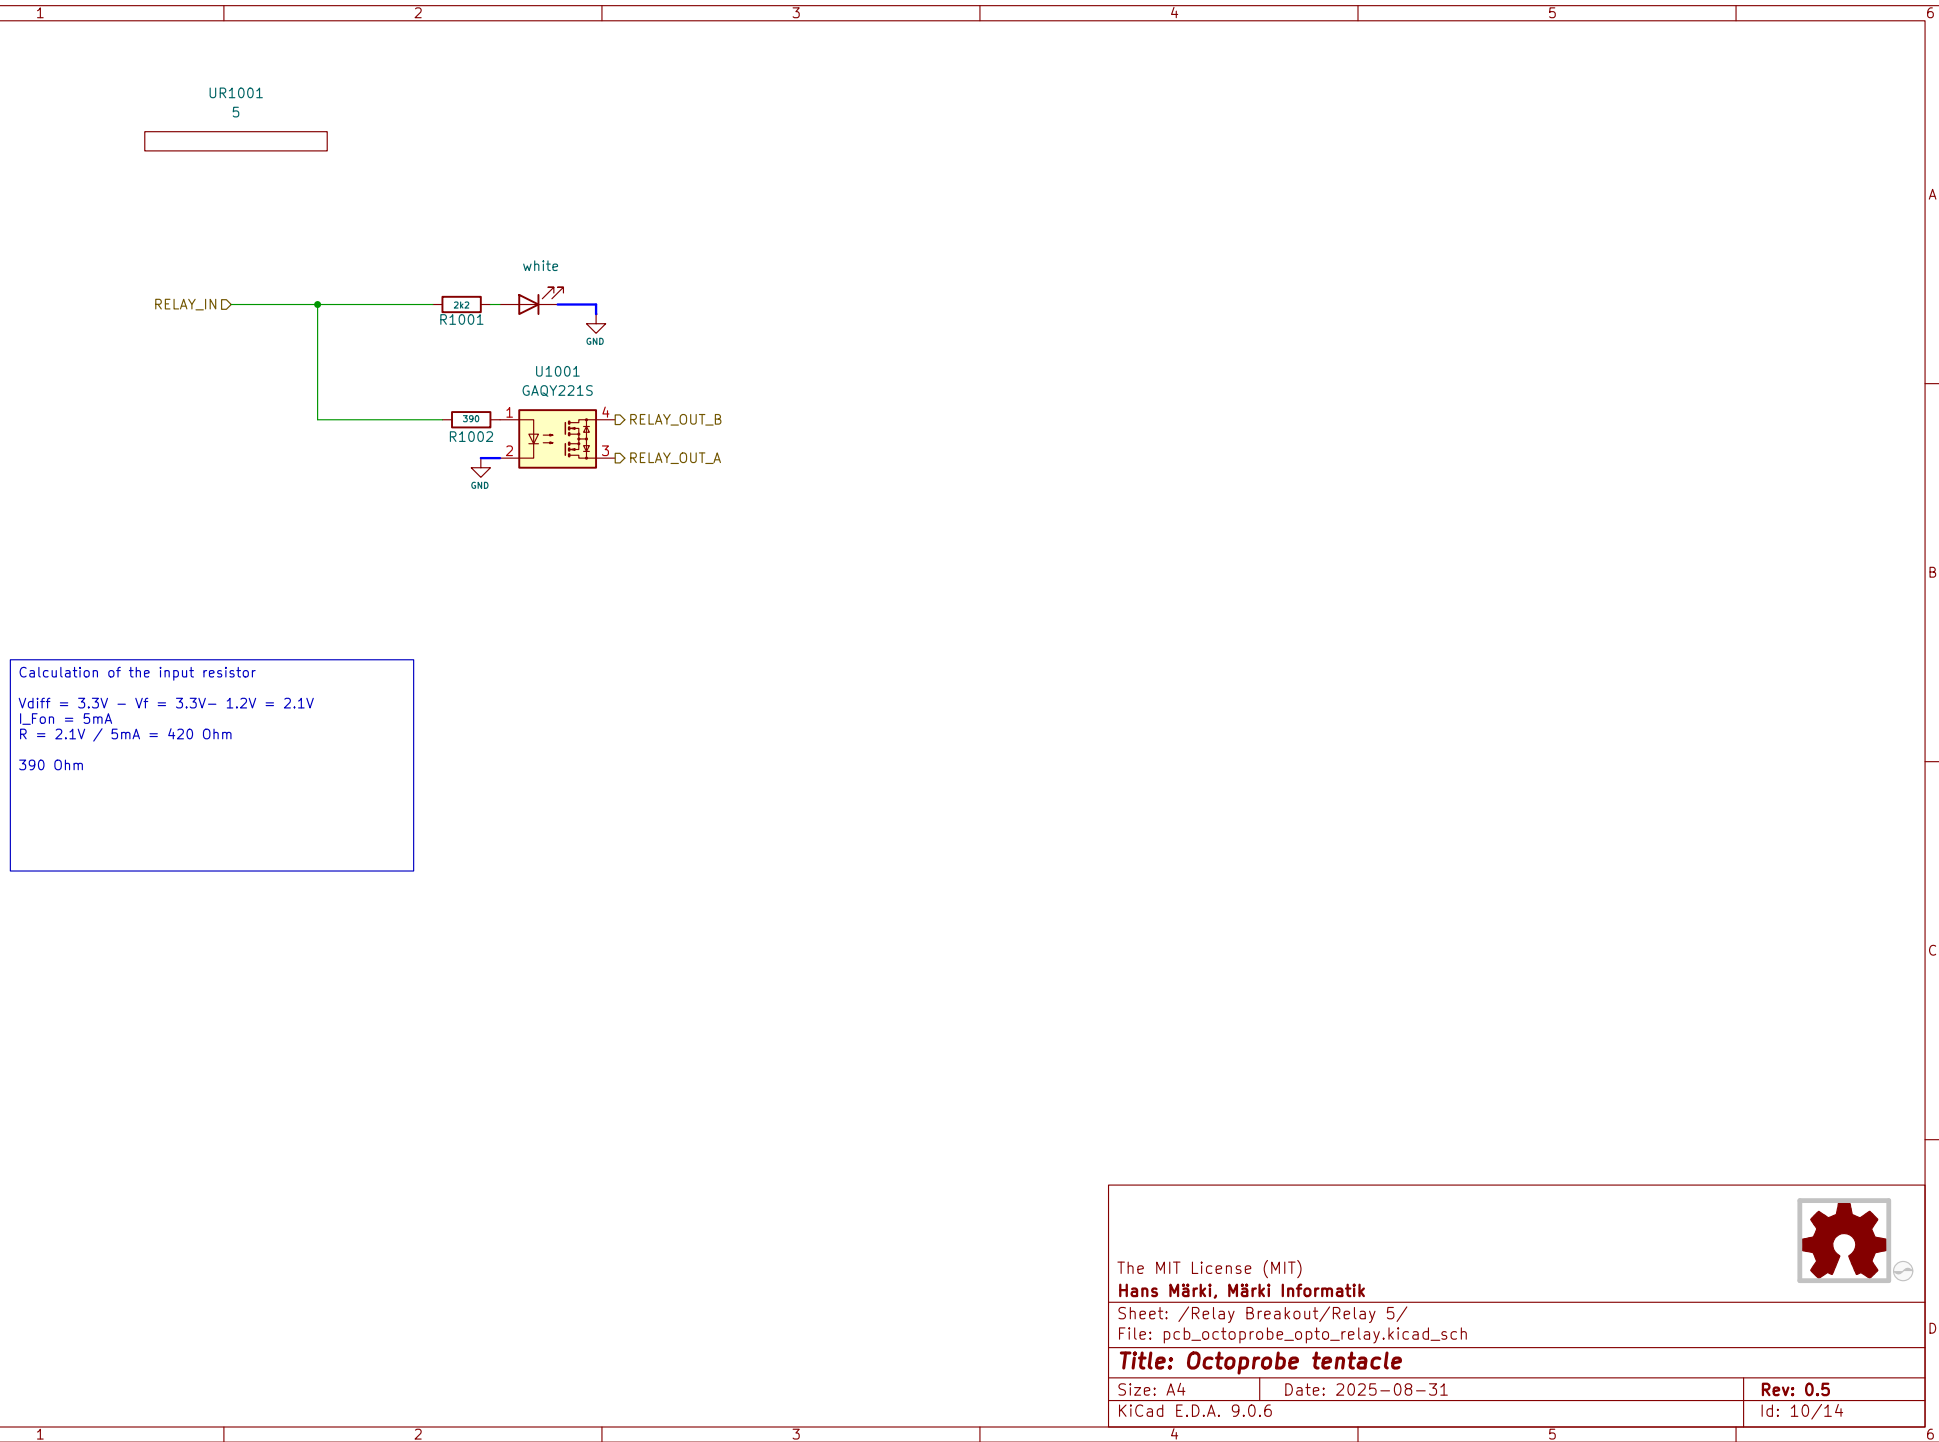 1 2 3 4 5 6
UR1001
5
A
white
RELAY_IN
2k2
R1001
GND
U1001
GAQY221S
390
1
4
RELAY_OUT_B
R1002
2
3
RELAY_OUT_A
GND
B
Calculation of the input resistor
Vdiff = 3.3V - Vf = 3.3V- 1.2V = 2.1V
I_Fon = 5mA
R = 2.1V / 5mA = 420 Ohm
390 Ohm
C
The MIT License (MIT)
Hans Märki, Märki Informatik
Sheet: /Relay Breakout/Relay 5/
File: pcb_octoprobe_opto_relay.kicad_sch
D
Title: Octoprobe tentacle
Size: A4 Date: 2025-08-31 Rev: 0.5
KiCad E.D.A. 9.0.6 Id: 10/14
1 2 3 4 5 6